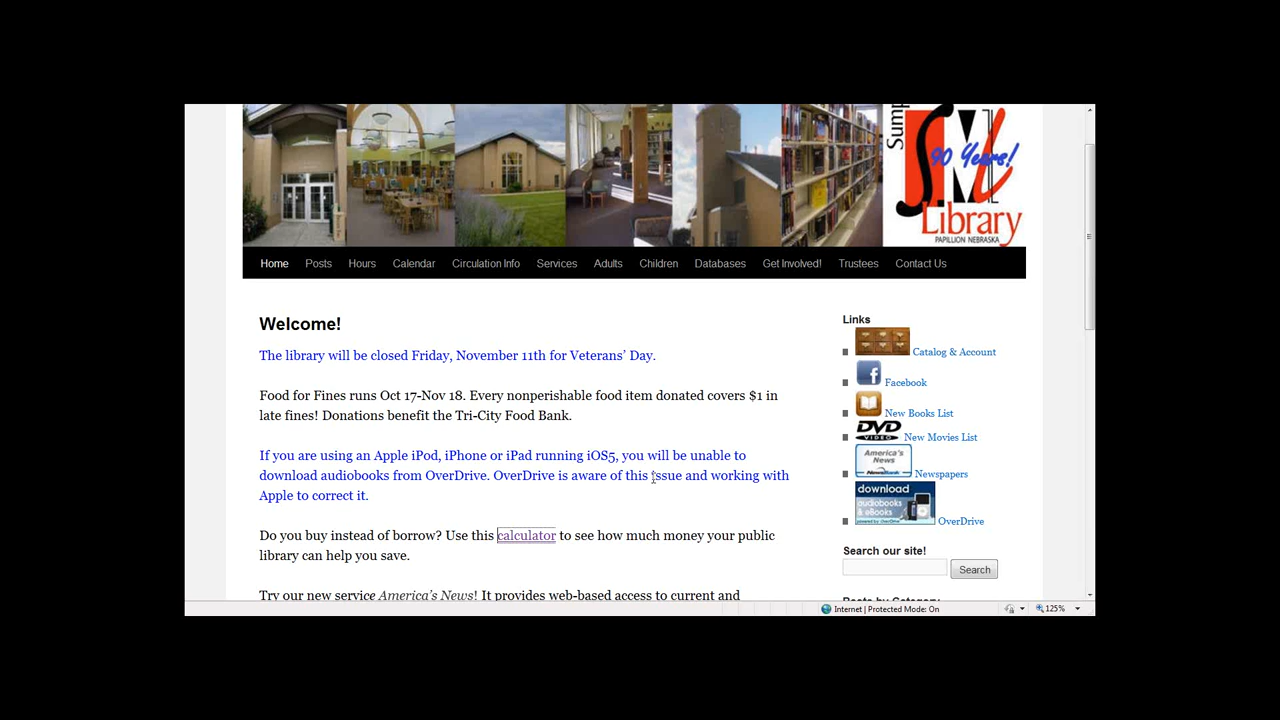 Sump
90 Years!
SML
Library
PAPILLION NEBRASKA
Home Posts Hours Calendar Circulation Info Services Adults Children Databases Get Involved! Trustees Contact Us
Welcome!
The library will be closed Friday, November 11th for Veterans’ Day.
Food for Fines runs Oct 17-Nov 18. Every nonperishable food item donated covers $1 in
late fines! Donations benefit the Tri-City Food Bank.
If you are using an Apple iPod, iPhone or iPad running iOS5, you will be unable to
download audiobooks from OverDrive. OverDrive is aware of this issue and working with
Apple to correct it.
Do you buy instead of borrow? Use this calculator to see how much money your public
library can help you save.
Try our new service America’s News! It provides web-based access to current and
Links
Catalog & Account
Facebook
New Books List
DVD
VIDEO
New Movies List
America's
News
NewsBank
Newspapers
download
audiobooks
& eBooks
powered by OverDrive
OverDrive
Search our site!
Search
Posts by Category
Internet | Protected Mode: On
125%